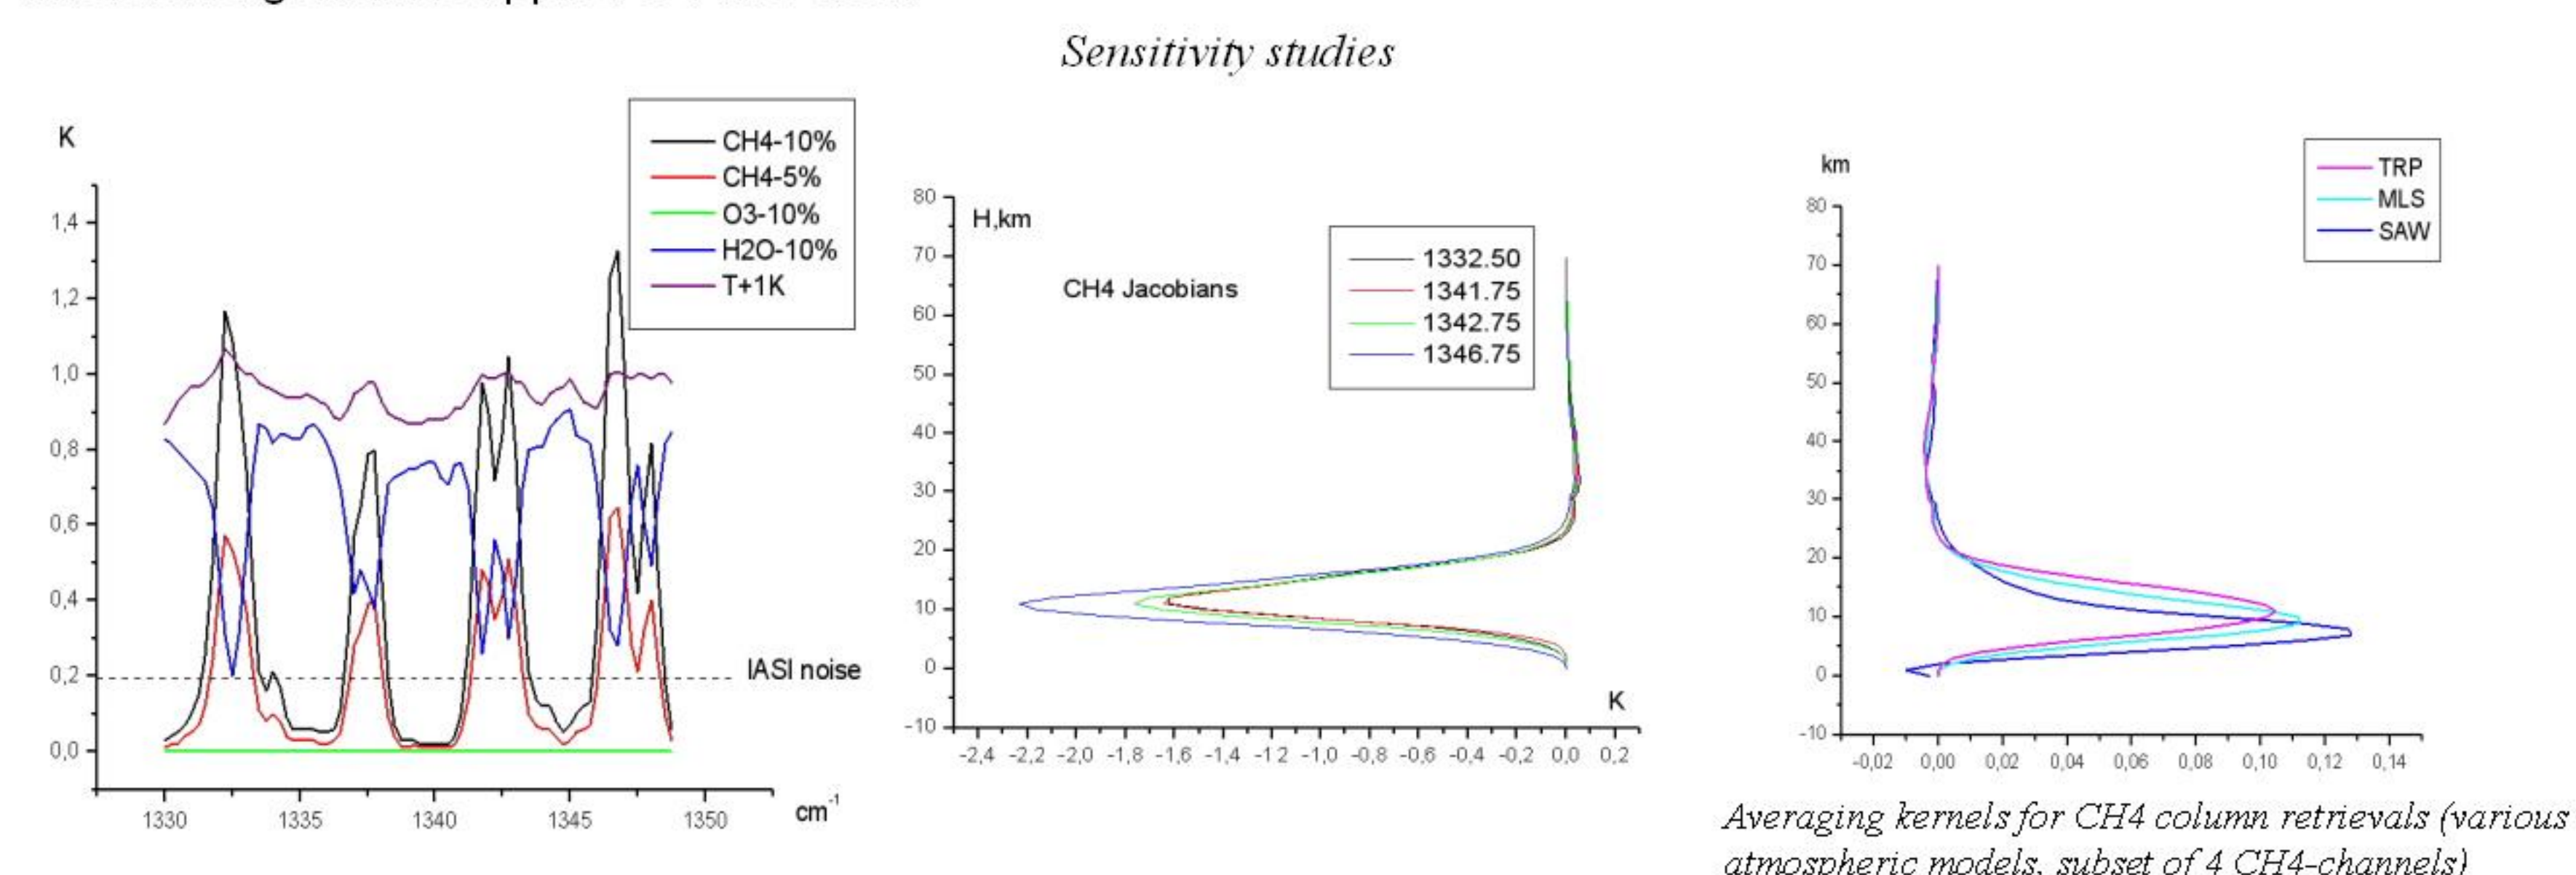 Sensitivity studies
K
CH4-10%
CH4-5%
O3-10%
H2O-10%
T+1K
1,4
1,2
1,0
0,8
0,6
0,4
0,2
0,0
IASI noise
1330 1335 1340 1345 1350
cm-1
80
70
60
50
40
30
20
10
0
-10
H,km
CH4 Jacobians
1332.50
1341.75
1342.75
1346.75
K
-2,4 -2,2 -2,0 -1,8 -1,6 -1,4 -1 2 -1,0 -0,8 -0,6 -0,4 -0,2 0,0 0,2
km
TRP
MLS
SAW
80
70
60
50
40
30
20
10
0
-10
-0,02 0,00 0,02 0,04 0,06 0,08 0,10 0,12 0,14
Averaging kernels for CH4 column retrievals (various
atmospheric models, subset of 4 CH4-channels)